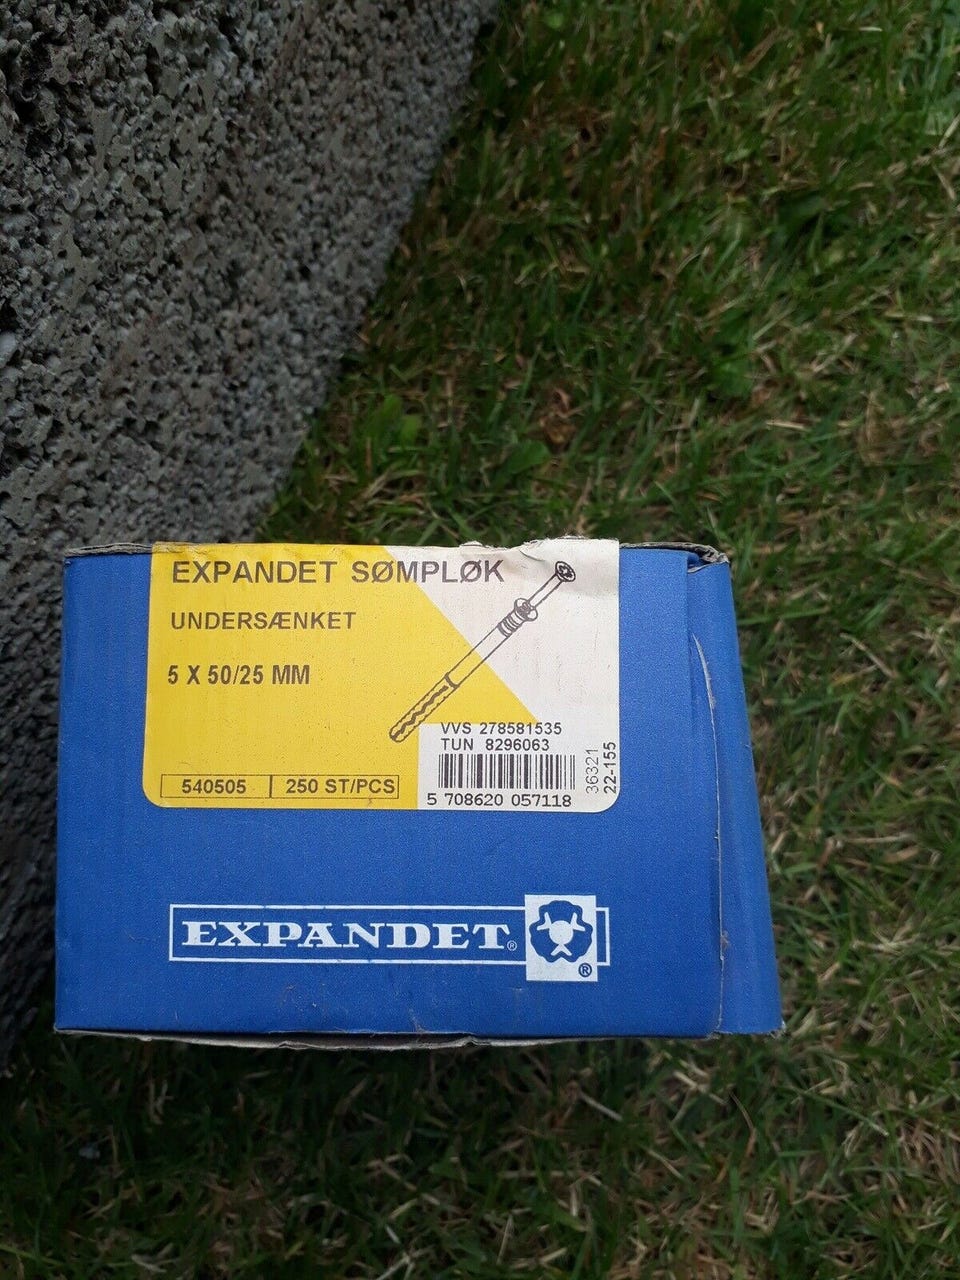 EXPANDET SØMPLØK
UNDERSÆNKET
5 X 50/25 MM
VVS 278581535
TUN 8296063
540505 250 ST/PCS
5 708620 057118
36321
22-155
EXPANDET®
®